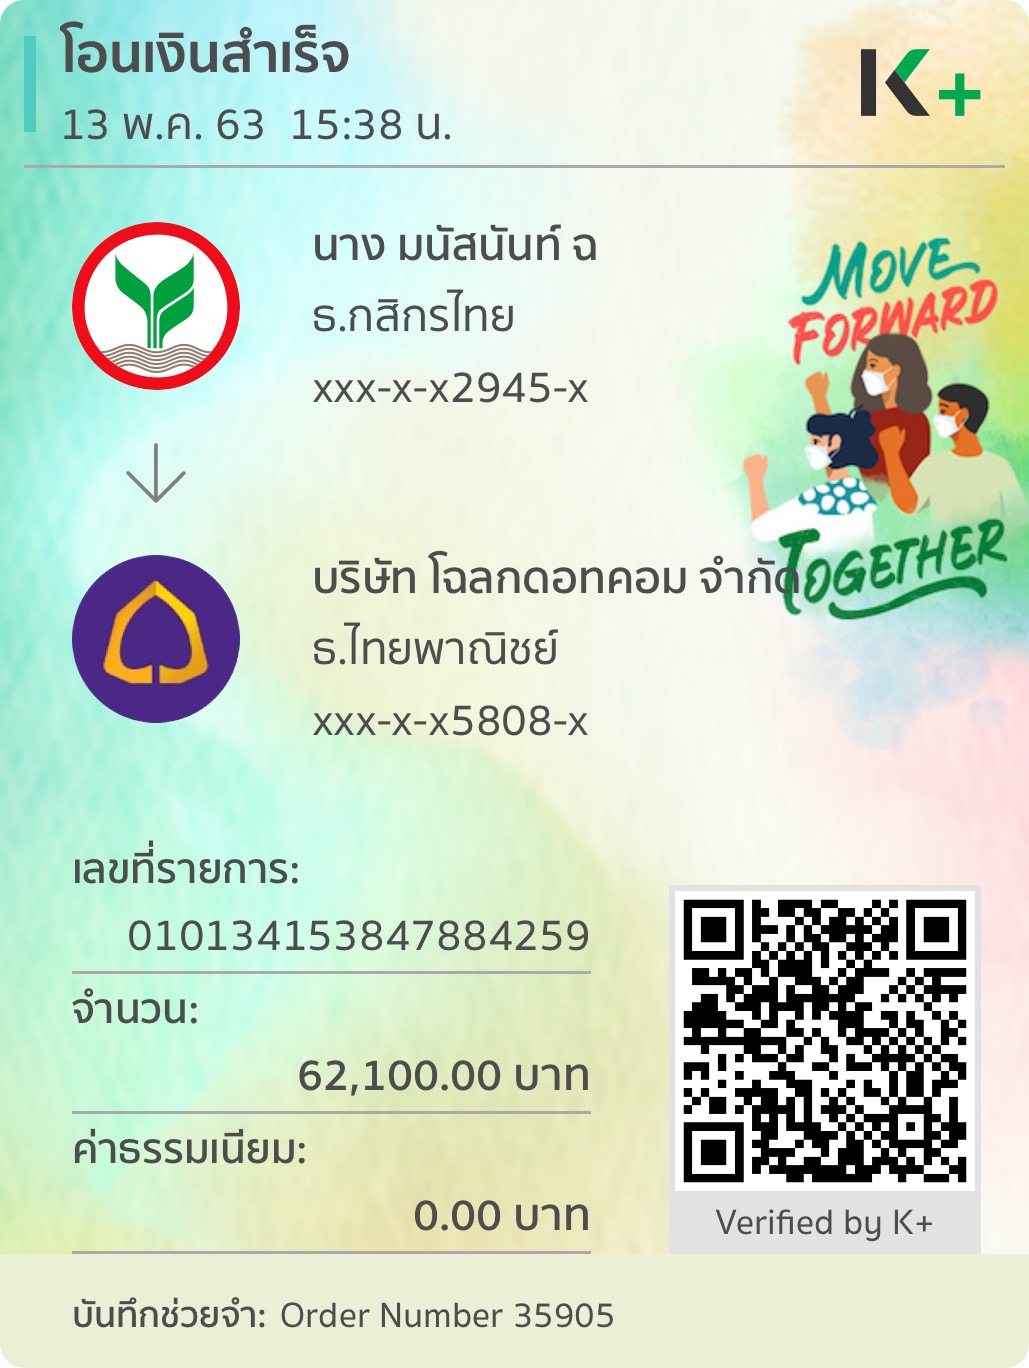 โอนเงินสำเร็จ
13 พ.ค. 63 15:38 น.
K+
นาง มนัสนันท์ ฉ
ธ.กสิกรไทย
xxx-x-x2945-x
MOVE
FORWARD
TOGETHER
บริษัท โฉลกดอทคอม จำกัด
ธ.ไทยพาณิชย์
xxx-x-x5808-x
เลขที่รายการ:
010134153847884259
จำนวน:
62,100.00 บาท
ค่าธรรมเนียม:
0.00 บาท
Verified by K+
บันทึกช่วยจำ: Order Number 35905